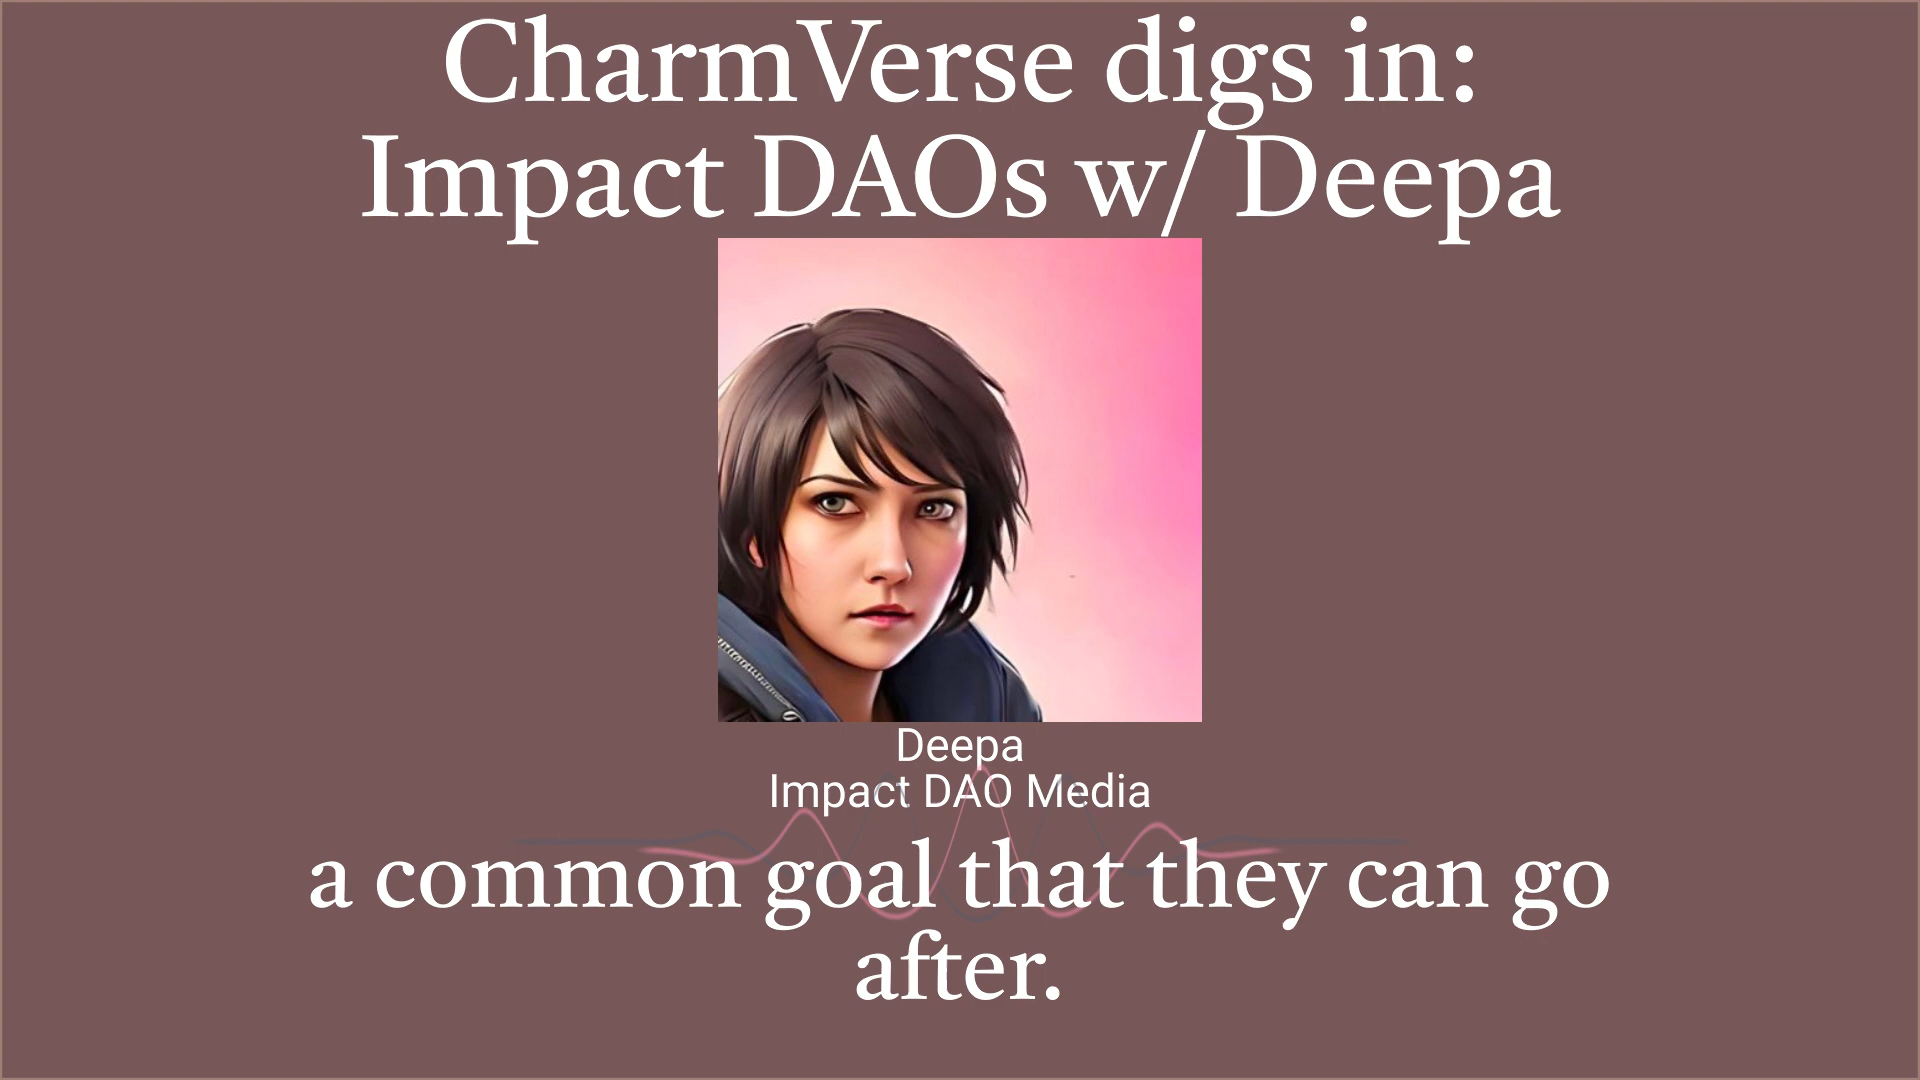 CharmVerse digs in:
Impact DAOs w/ Deepa
Deepa
Impact DAO Media
a common goal that they can go
after.